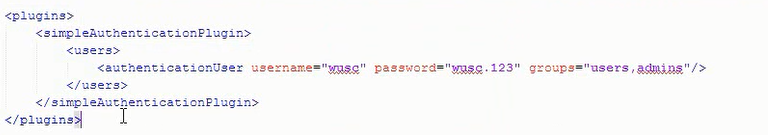 <plugins>
<simpleAuthenticationPlugin>
<users>
<authenticationUser username="wusc" password="wusc.123" groups="users,admins"/>
</users>
</simpleAuthenticationPlugin>
</plugins>